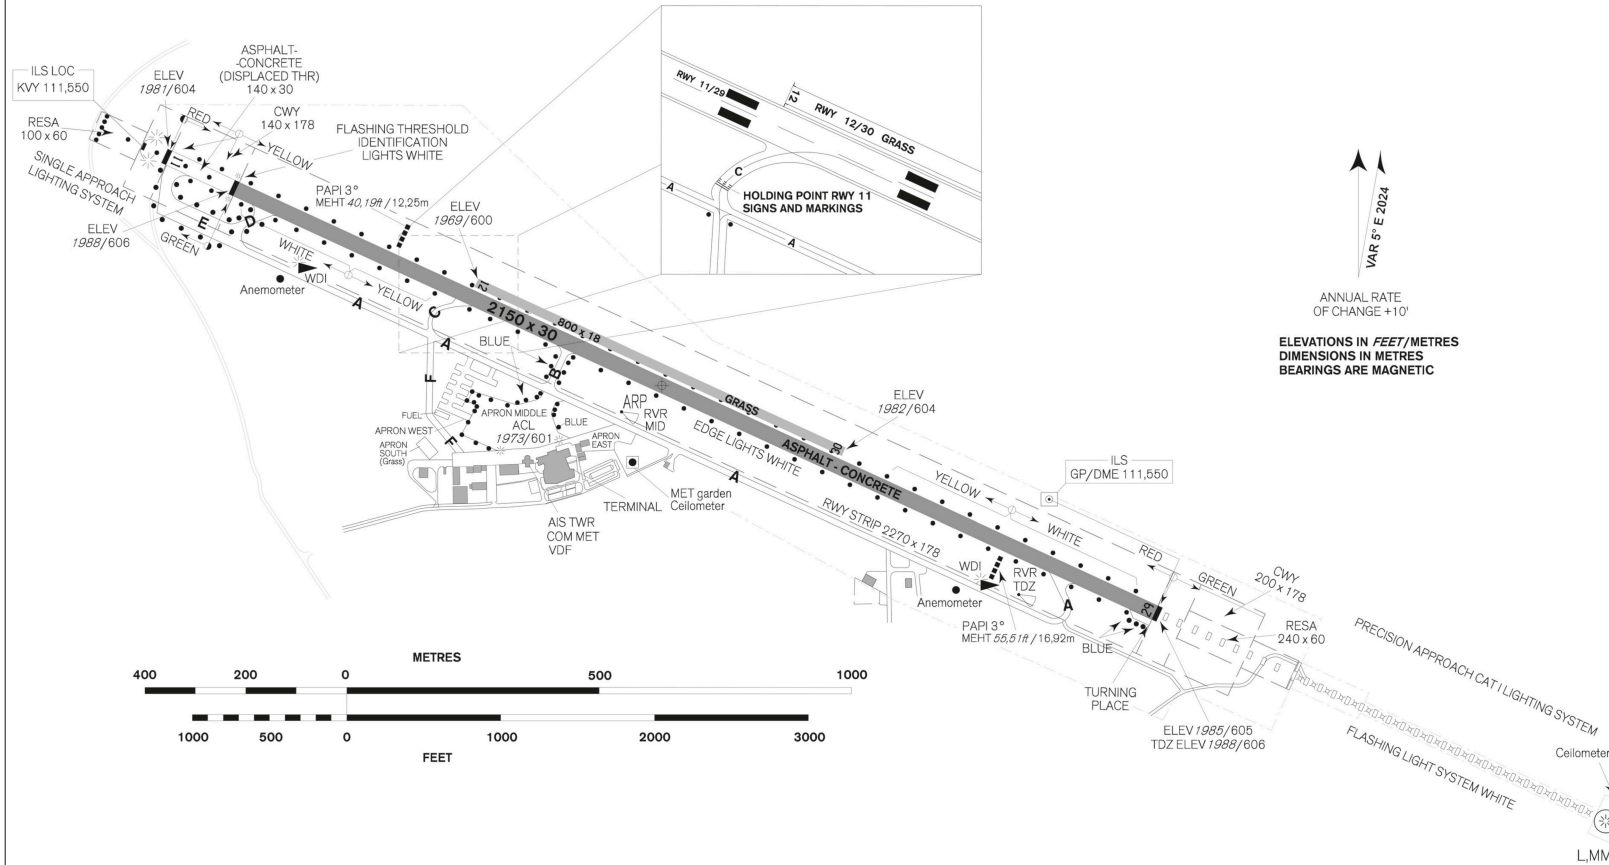 ILS LOC
KVY 111,550
ELEV
1981/604
ASPHALT-
-CONCRETE
(DISPLACED THR)
140 x 30
RESA
100 x 60
RED
CWY
140 x 178
YELLOW
FLASHING THRESHOLD
IDENTIFICATION
LIGHTS WHITE
SINGLE APPROACH
LIGHTING SYSTEM
11
PAPI 3°
MEHT 40,19ft / 12,25m
ELEV
1969/600
ELEV
1988/606
E
D
GREEN
WHITE
WDI
Anemometer
YELLOW
A
C
A
12
2150 x 30
800 x 18
BLUE
B
F
FUEL
APRON WEST
APRON
SOUTH
(Grass)
F
APRON MIDDLE
ACL
1973/601
BLUE
APRON
EAST
ARP
RVR
MID
GRASS
EDGE LIGHTS WHITE
ASPHALT - CONCRETE
30
ELEV
1982/604
A
TERMINAL
MET garden
Ceilometer
AIS TWR
COM MET
VDF
RWY STRIP 2270 x 178
YELLOW
WHITE
ILS
GP/DME 111,550
RED
GREEN
CWY
200 x 178
WDI
RVR
TDZ
Anemometer
A
29
PAPI 3°
MEHT 55,51ft / 16,92m
BLUE
RESA
240 x 60
TURNING
PLACE
ELEV 1985/605
TDZ ELEV 1988/606
PRECISION APPROACH CAT I LIGHTING SYSTEM
FLASHING LIGHT SYSTEM WHITE
Ceilometer
L,MM
RWY 11/29
12
RWY 12/30 GRASS
C
A
HOLDING POINT RWY 11
SIGNS AND MARKINGS
A
VAR 5° E 2024
ANNUAL RATE
OF CHANGE +10'
ELEVATIONS IN FEET/METRES
DIMENSIONS IN METRES
BEARINGS ARE MAGNETIC
METRES
400 200 0 500 1000
1000 500 0 1000 2000 3000
FEET